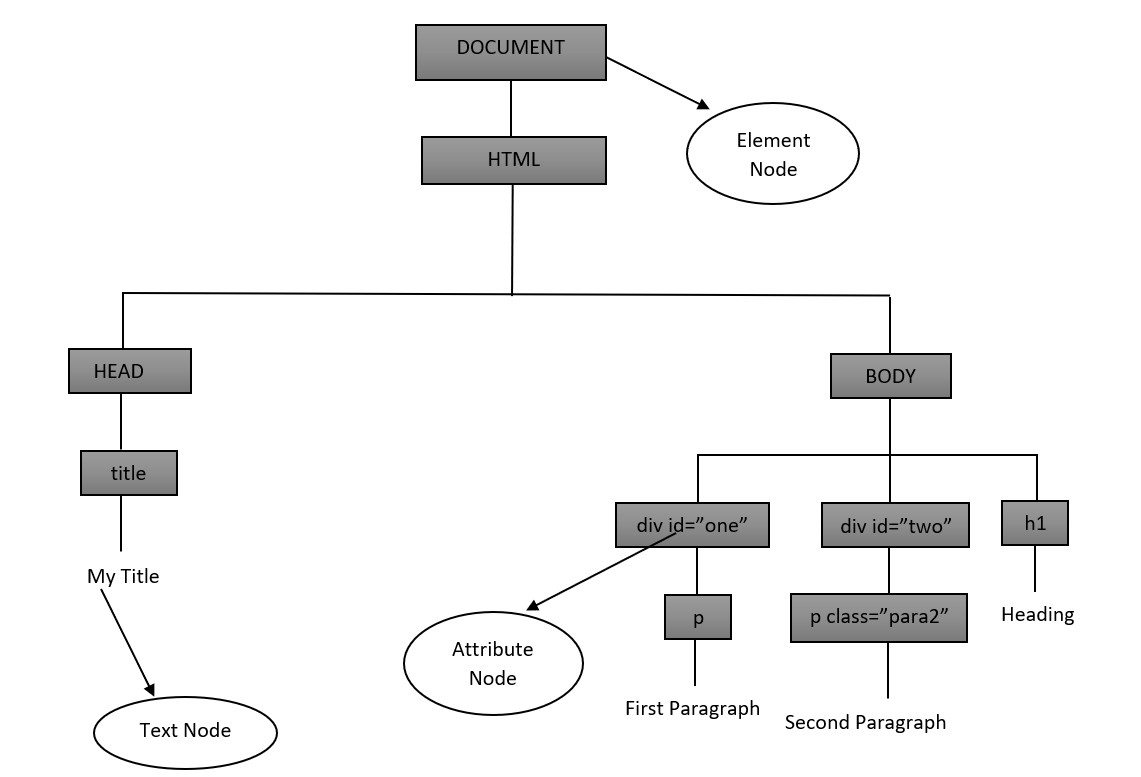 DOCUMENT
Element
Node
HTML
HEAD
BODY
title
div id=”one”
div id=”two”
h1
My Title
p
p class=”para2”
Heading
Attribute
Node
First Paragraph
Second Paragraph
Text Node